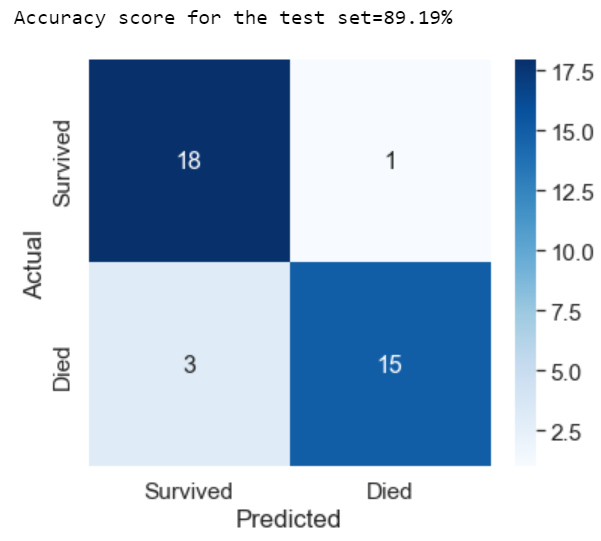 Accuracy score for the test set=89.19%
Survived
18
1
Actual
Died
3
15
Survived
Died
Predicted
17.5
15.0
12.5
10.0
7.5
5.0
2.5